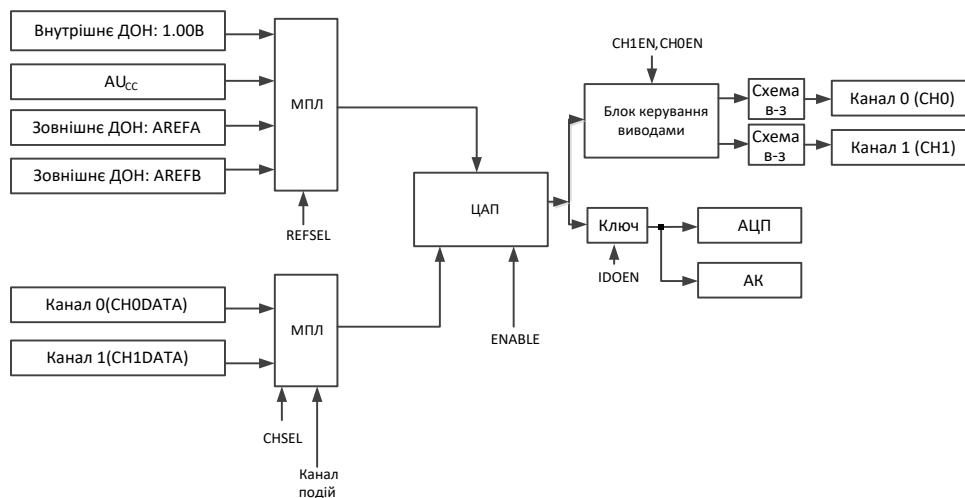 Внутрішнє ДОН: 1.00В
AUCC
Зовнішнє ДОН: AREFA
Зовнішнє ДОН: AREFB
МПЛ
REFSEL
Канал 0(CH0DATA)
Канал 1(CH1DATA)
МПЛ
CHSEL
Канал
подій
ЦАП
ENABLE
CH1EN,CH0EN
Блок керування
виводами
Схема
в-з
Канал 0 (CH0)
Схема
в-з
Канал 1 (CH1)
Ключ
IDOEN
АЦП
АК